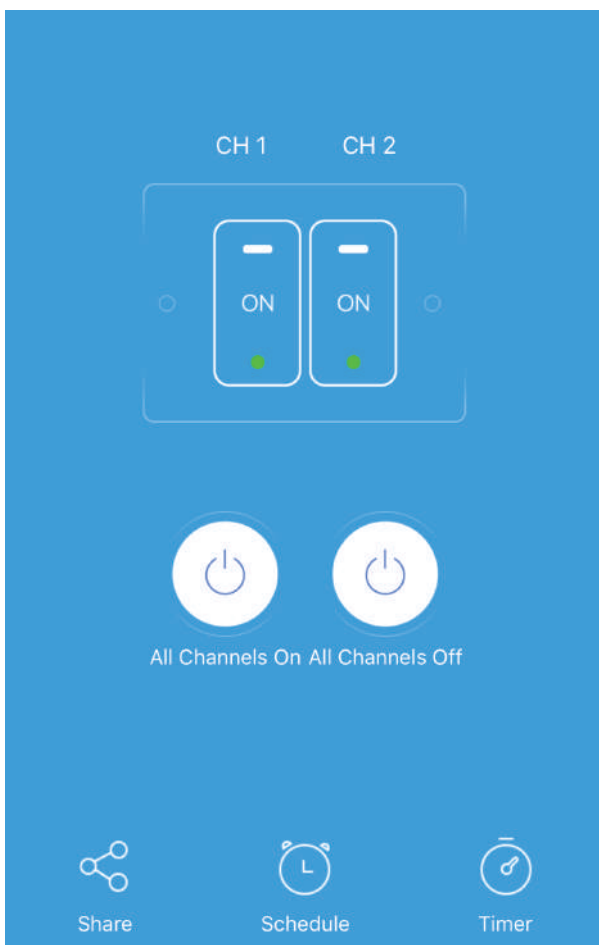 CH 1 CH 2
ON ON
All Channels On All Channels Off
Share Schedule Timer